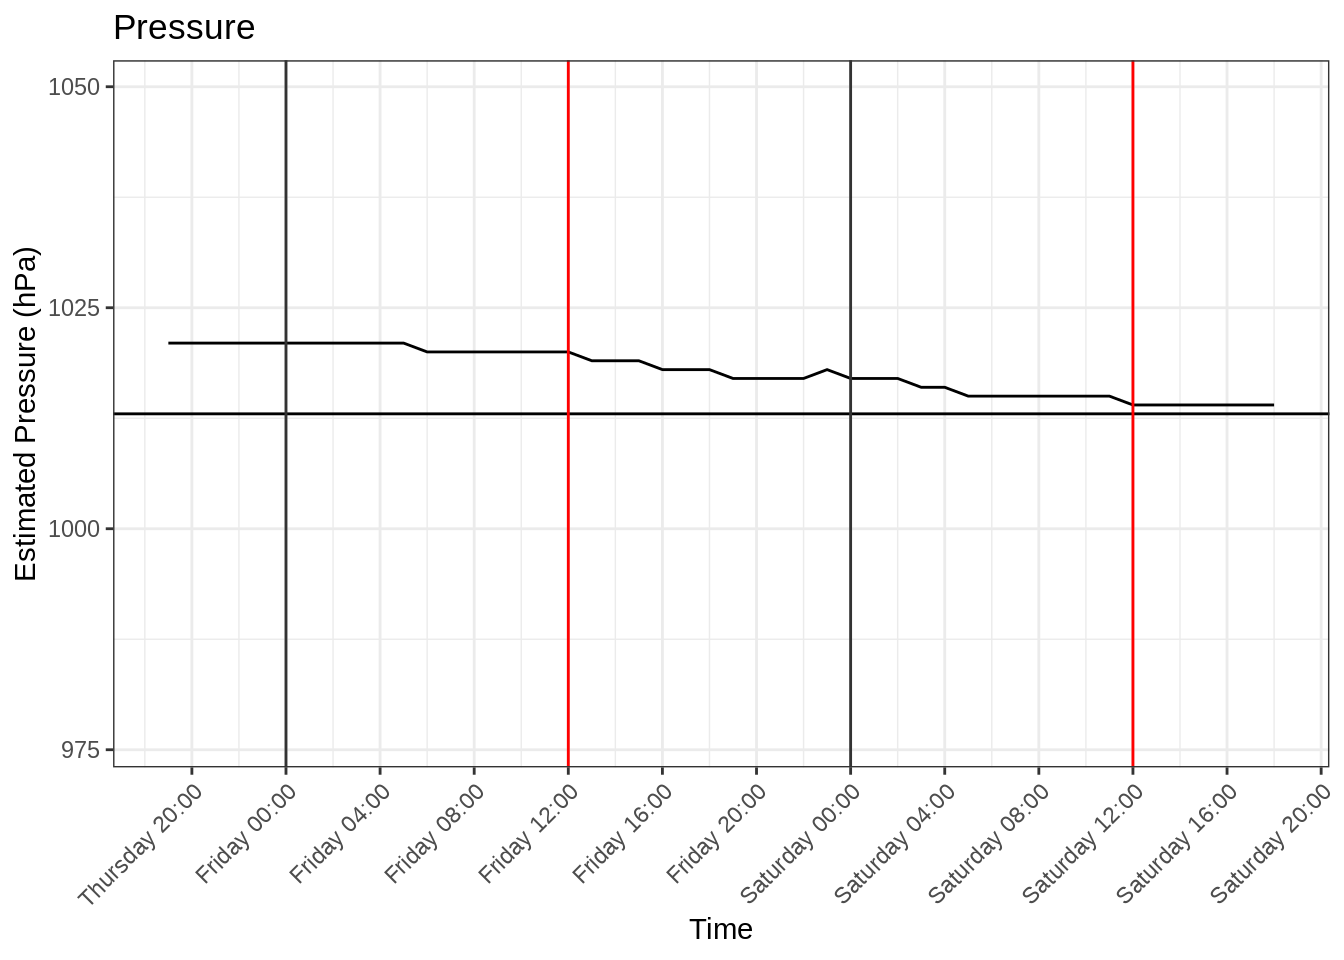 Pressure
Estimated Pressure (hPa)
1050
1025
1000
975
Thursday 20:00
Friday 00:00
Friday 04:00
Friday 08:00
Friday 12:00
Friday 16:00
Friday 20:00
Saturday 00:00
Saturday 04:00
Saturday 08:00
Saturday 12:00
Saturday 16:00
Saturday 20:00
Time